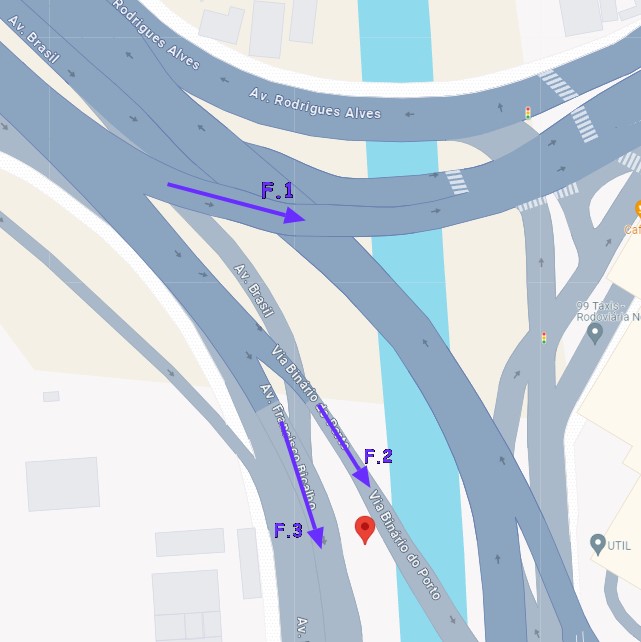 Av. Brasil
Rodrigues Alves
Av. Rodrigues Alves
F.1
Av. Brasil
99 Taxis -
Rodoviária N
Via Binário do Porto
Av. Francisco Bicalho
F.2
Via Binário do Porto
F.3
UTIL
Av.